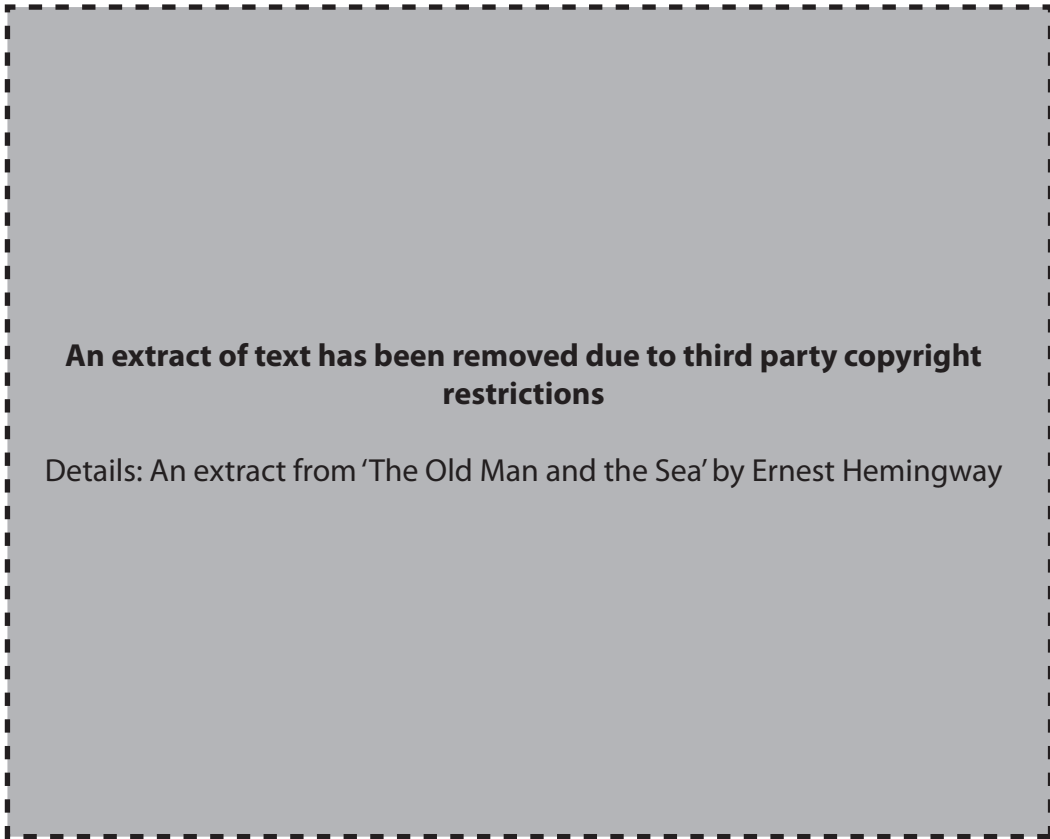 An extract of text has been removed due to third party copyright
restrictions
Details: An extract from ‘The Old Man and the Sea’ by Ernest Hemingway